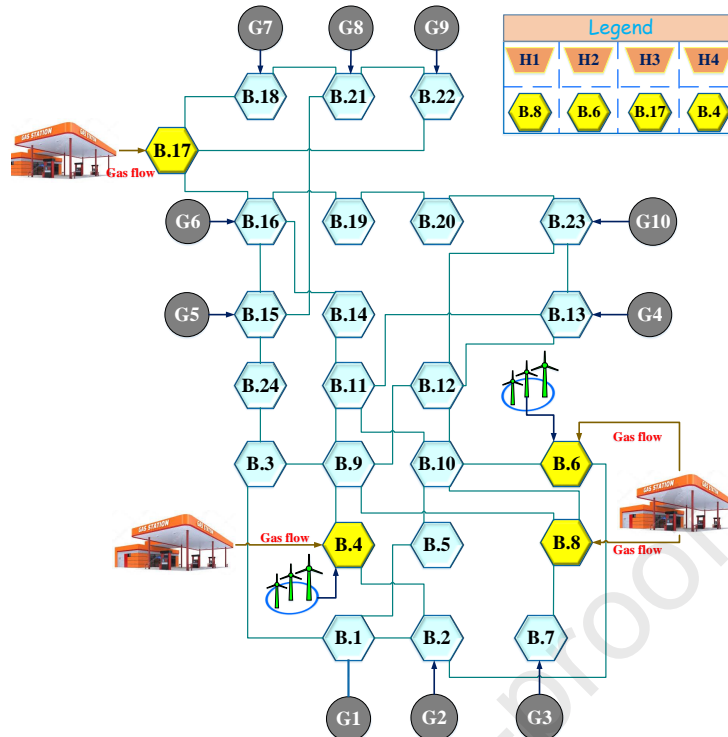 G7 G8 G9
Legend
H1 H2 H3 H4
B.8 B.6 B.17 B.4
B.18 B.21 B.22
GAS STATION
B.17
Gas flow
G6 B.16 B.19 B.20 B.23 G10
G5 B.15 B.14 B.13 G4
B.24 B.11 B.12
B.3 B.9 B.10 B.6
Gas flow
GAS STATION
GAS STATION
Gas flow
B.4 B.5 B.8
Gas flow
B.1 B.2 B.7
G1 G2 G3
proo